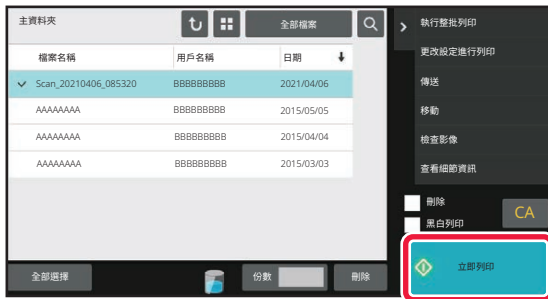 主資料夾
全部檔案
檔案名稱 用戶名稱 日期
Scan_20210406_085320 BBBBBBBBB 2021/04/06
AAAAAAAA BBBBBBBBB 2015/05/05
AAAAAAAA BBBBBBBBB 2015/04/04
AAAAAAAA BBBBBBBBB 2015/03/03
全部選擇
份數
刪除
執行整批列印
更改設定進行列印
傳送
移動
檢查影像
查看細節資訊
刪除
黑白列印
CA
立即列印